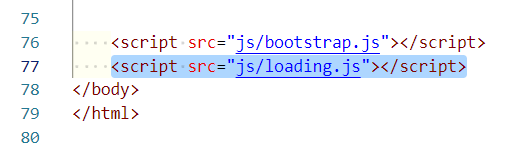 75
76 <script src="js/bootstrap.js"></script>
77 <script src="js/loading.js"></script>
78 </body>
79 </html>
80